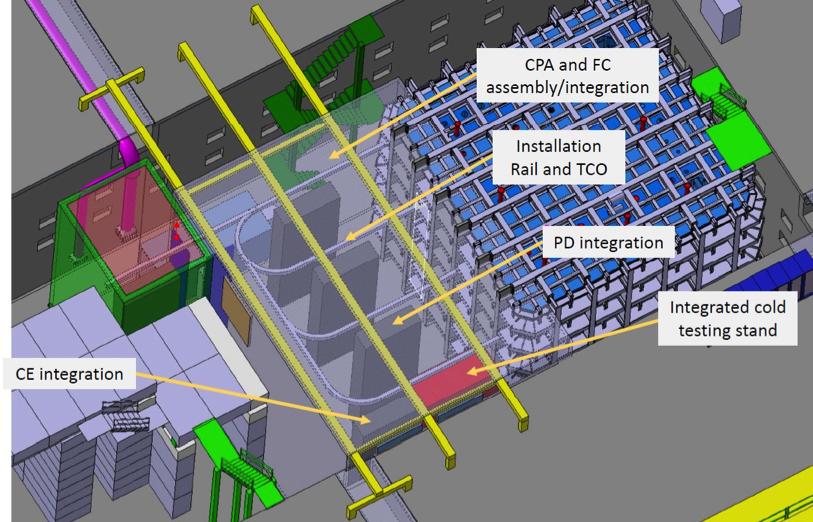 CPA and FC
assembly/integration
Installation
Rail and TCO
PD integration
Integrated cold
testing stand
CE integration